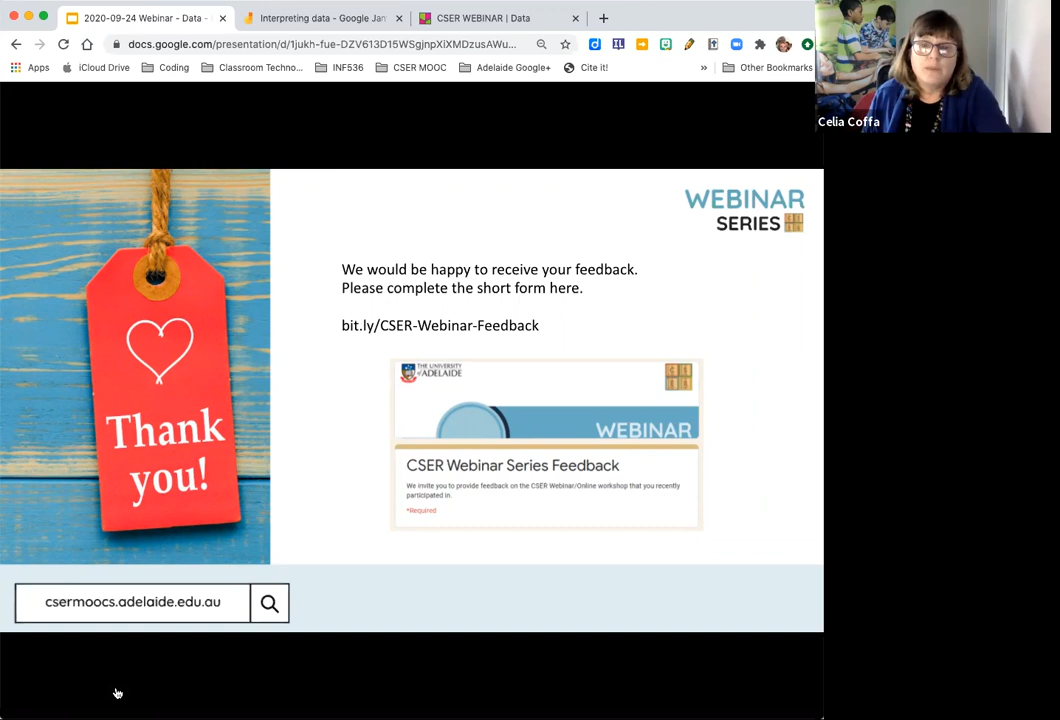 2020-09-24 Webinar - Data -
Interpreting data - Google Jam
CSER WEBINAR | Data
docs.google.com/presentation/d/1jukh-fue-DZV613D15WSgjnpXiXMDzusAWu...
Apps
iCloud Drive
Coding
Classroom Techno...
INF536
CSER MOOC
Adelaide Google+
Cite it!
»
Other Bookmarks
Celia Coffa
WEBINAR
SERIES
We would be happy to receive your feedback.
Please complete the short form here.
bit.ly/CSER-Webinar-Feedback
Thank
you!
THE UNIVERSITY
of ADELAIDE
WEBINAR
CSER Webinar Series Feedback
We invite you to provide feedback on the CSER Webinar/Online workshop that you recently
participated in.
*Required
csermoocs.adelaide.edu.au